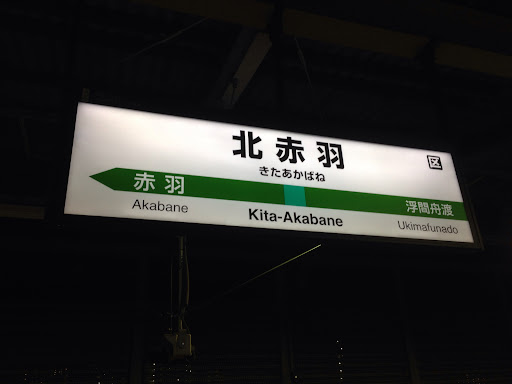 北赤羽
区
きたあかばね
赤羽
浮間舟渡
Akabane
Kita-Akabane
Ukimafunado